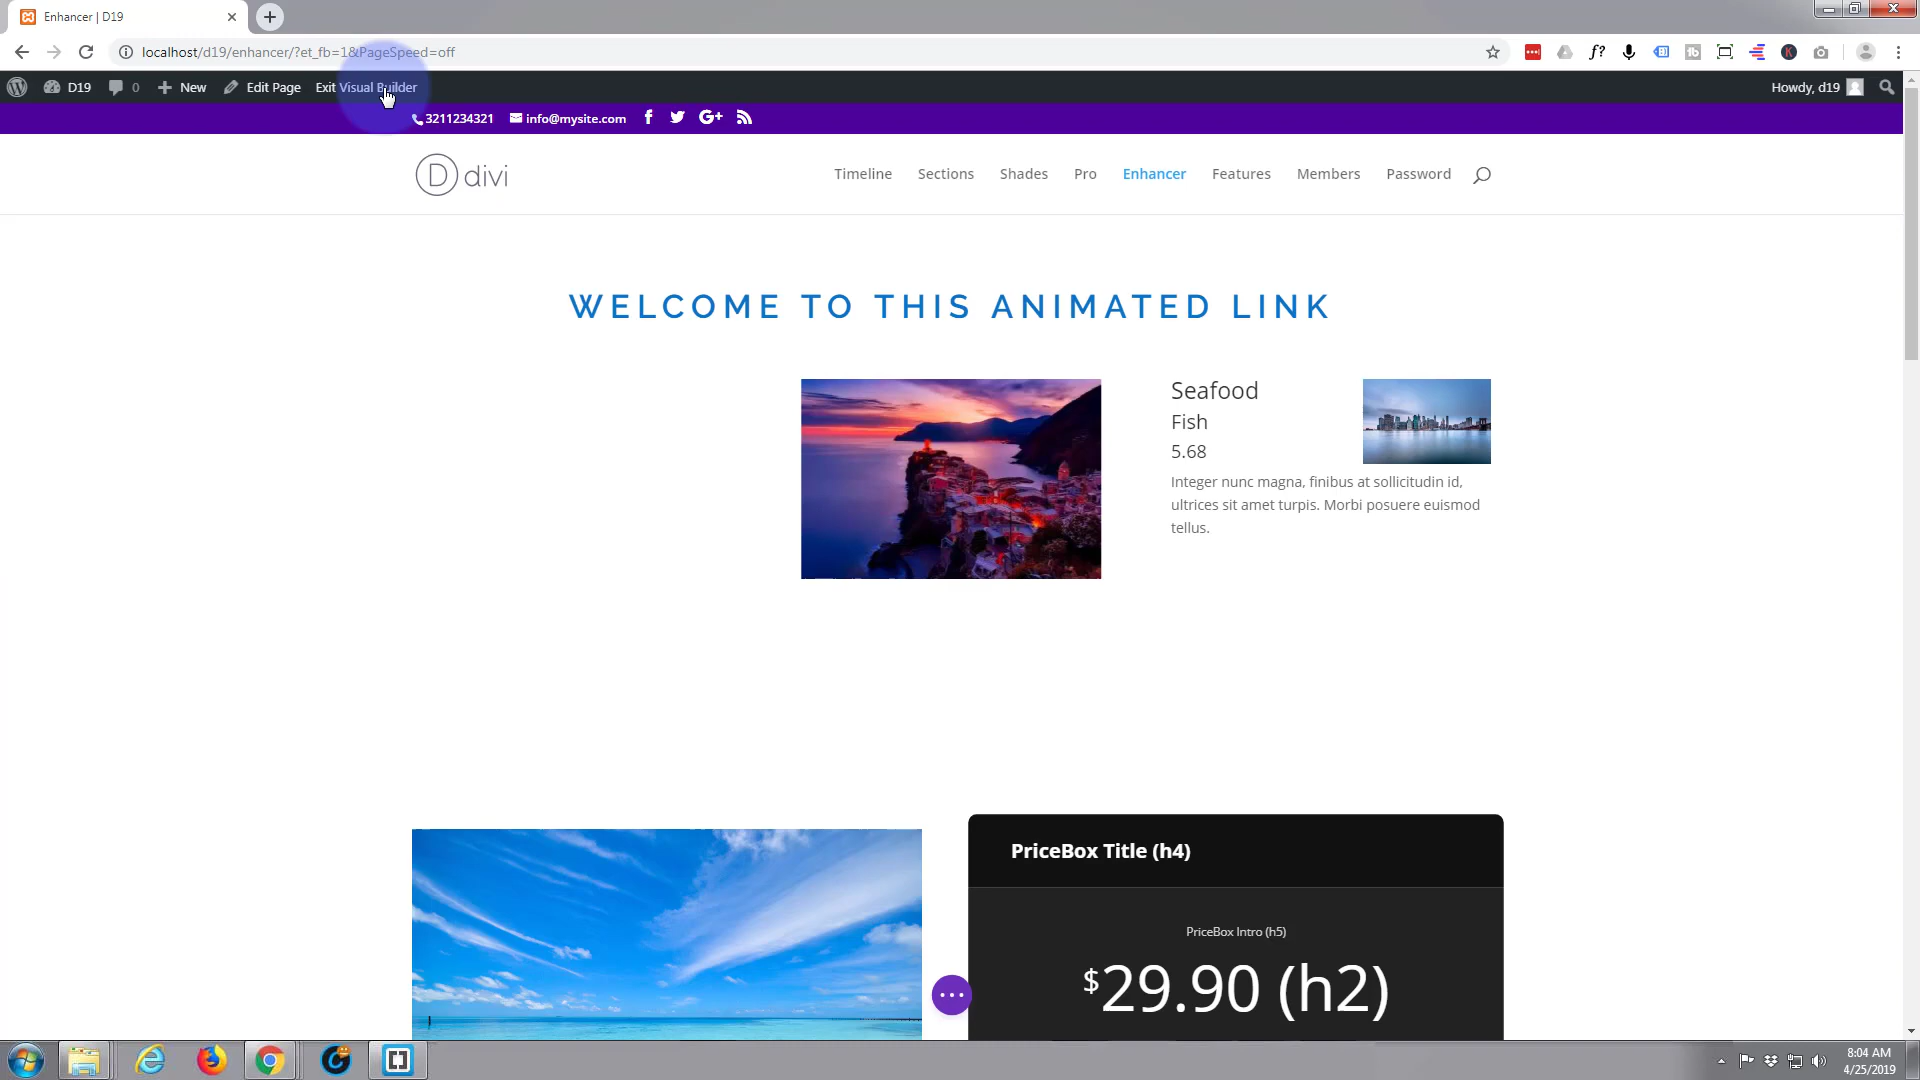 Enhancer | D19
localhost/d19/enhancer/?et_fb=1&PageSpeed=off
D19 0 New Edit Page Exit Visual Builder Howdy, d19
3211234321 info@mysite.com
D divi Timeline Sections Shades Pro Enhancer Features Members Password
WELCOME TO THIS ANIMATED LINK
Seafood
Fish
5.68
Integer nunc magna, finibus at sollicitudin id,
ultrices sit amet turpis. Morbi posuere euismod
tellus.
PriceBox Title (h4)
PriceBox Intro (h5)
$29.90 (h2)
8:04 AM
4/25/2019